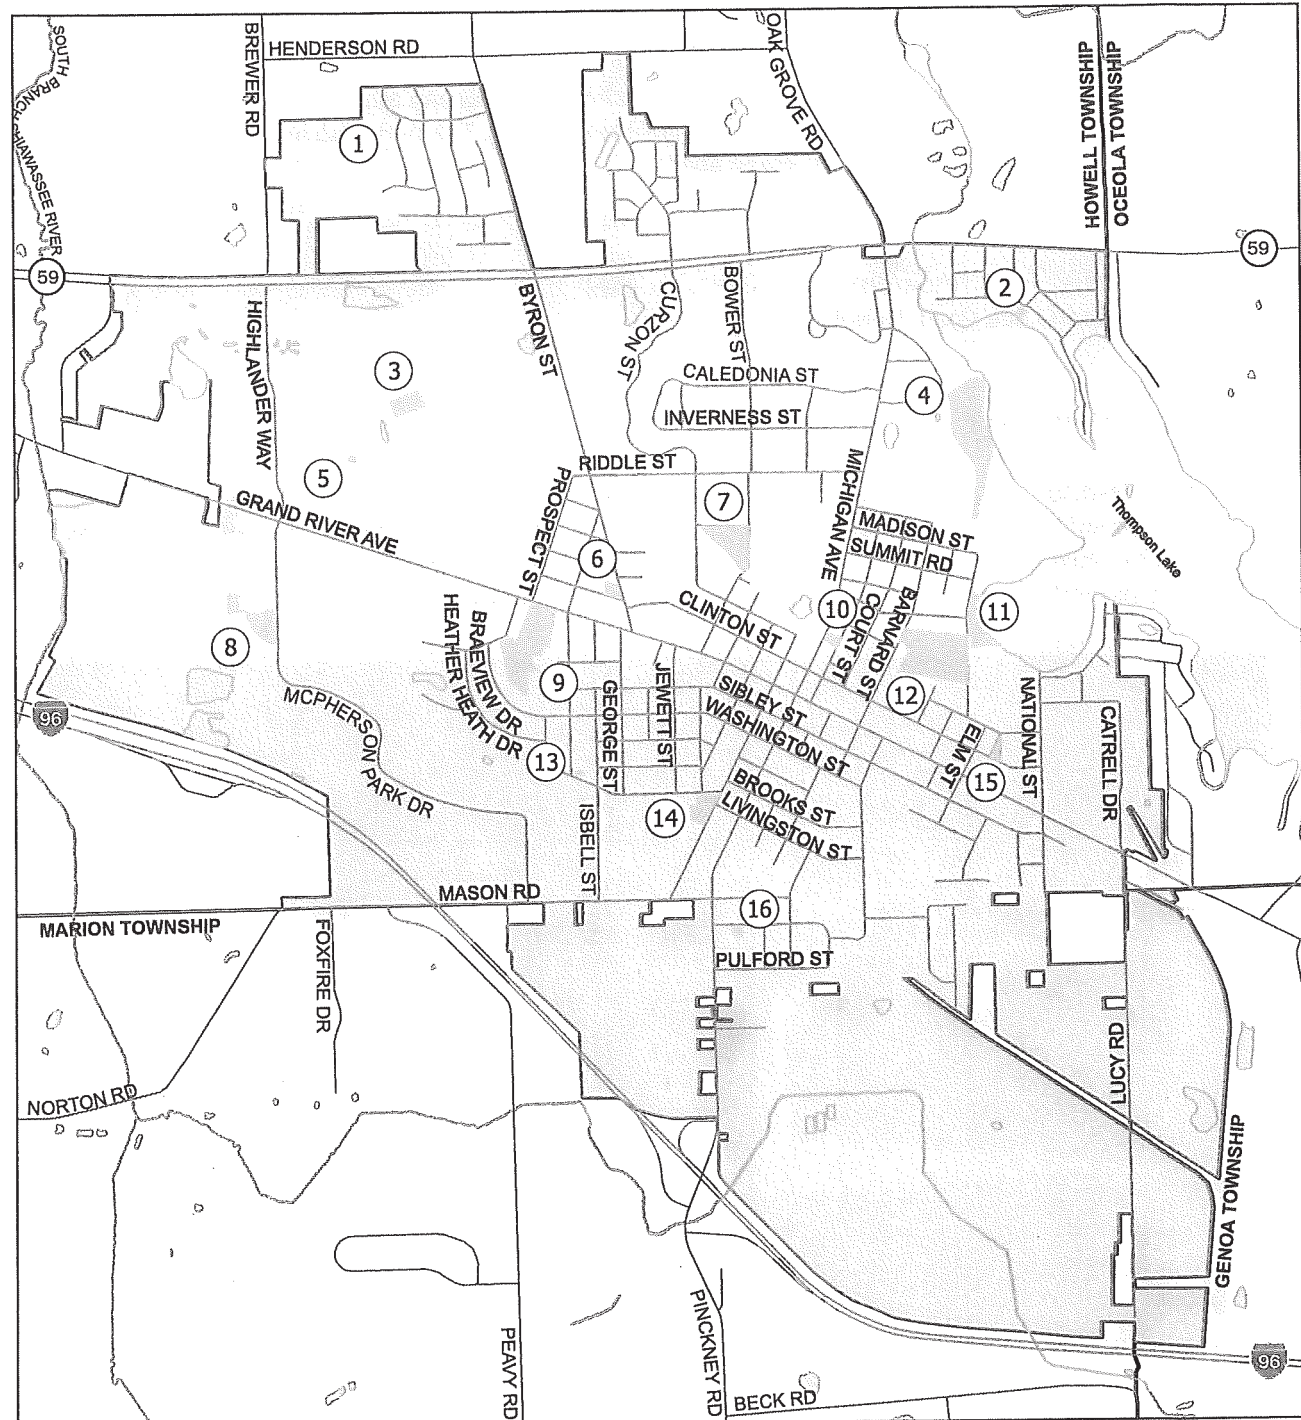 SOUTH
BRANCH SHIAWASSEE RIVER
BREWER RD
HENDERSON RD
OAK GROVE RD
HOWELL TOWNSHIP
OCEOLA TOWNSHIP
1
59
59
2
HIGHLANDER WAY
3
BYRON ST
CURZON ST
BOWER ST
CALEDONIA ST
4
INVERNESS ST
RIDDLE ST
5
GRAND RIVER AVE
PROSPECT ST
6
7
MICHIGAN AVE
MADISON ST
SUMMIT RD
Thompson Lake
8
HEATHER HEATH DR
BRAEVIEW DR
CLINTON ST
10
COURT ST
BARNARD ST
11
MCPHERSON
PARK DR
9
GEORGE ST
JEWETT ST
SIBLEY ST
WASHINGTON ST
12
NATIONAL ST
CATRELL DR
96
13
ELM ST
15
ISBELL ST
14
BROOKS ST
LIVINGSTON ST
MASON RD
16
MARION TOWNSHIP
FOXFIRE DR
PULFORD ST
LUCY RD
NORTON RD
GENOA TOWNSHIP
PEAVY RD
PINCKNEY RD
96
BECK RD